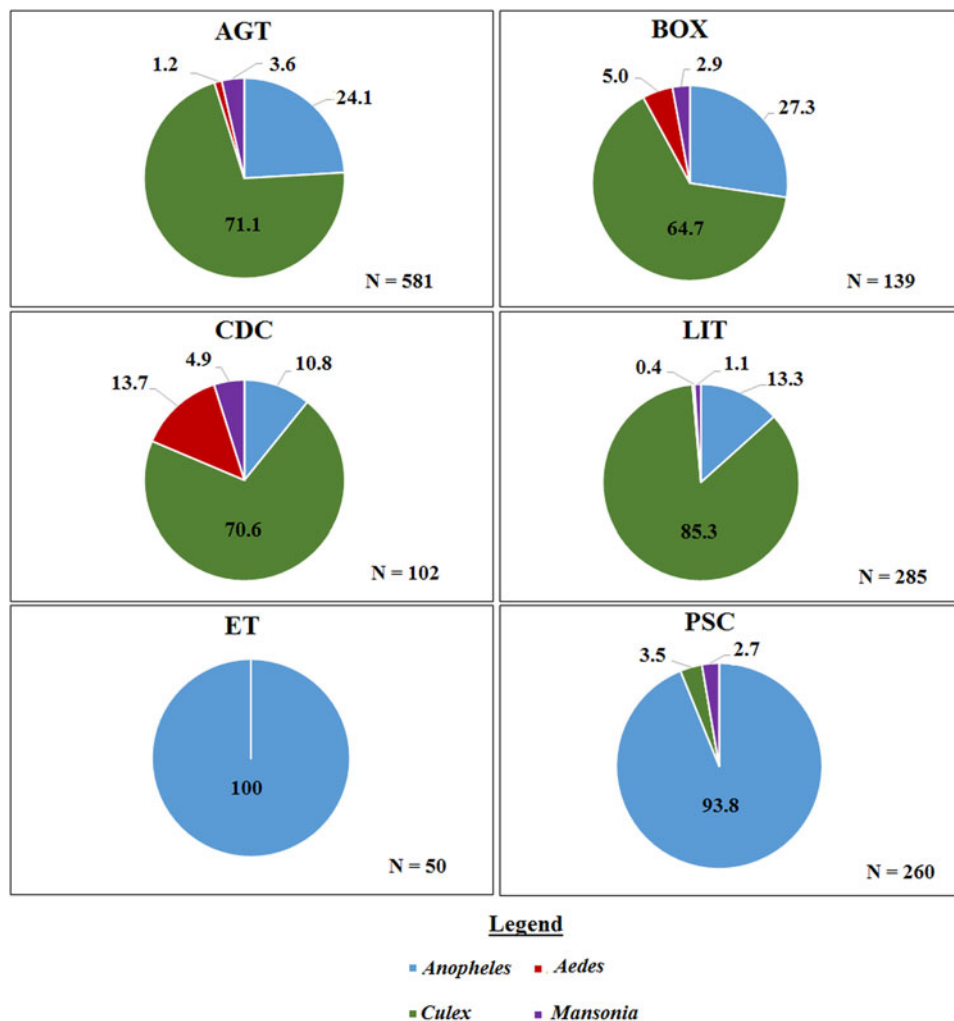 AGT
1.2
3.6
24.1
71.1
N = 581
BOX
5.0
2.9
27.3
64.7
N = 139
CDC
13.7
4.9
10.8
70.6
N = 102
LIT
0.4
1.1
13.3
85.3
N = 285
ET
100
N = 50
PSC
3.5
2.7
93.8
N = 260
Legend
Anopheles Aedes
Culex Mansonia